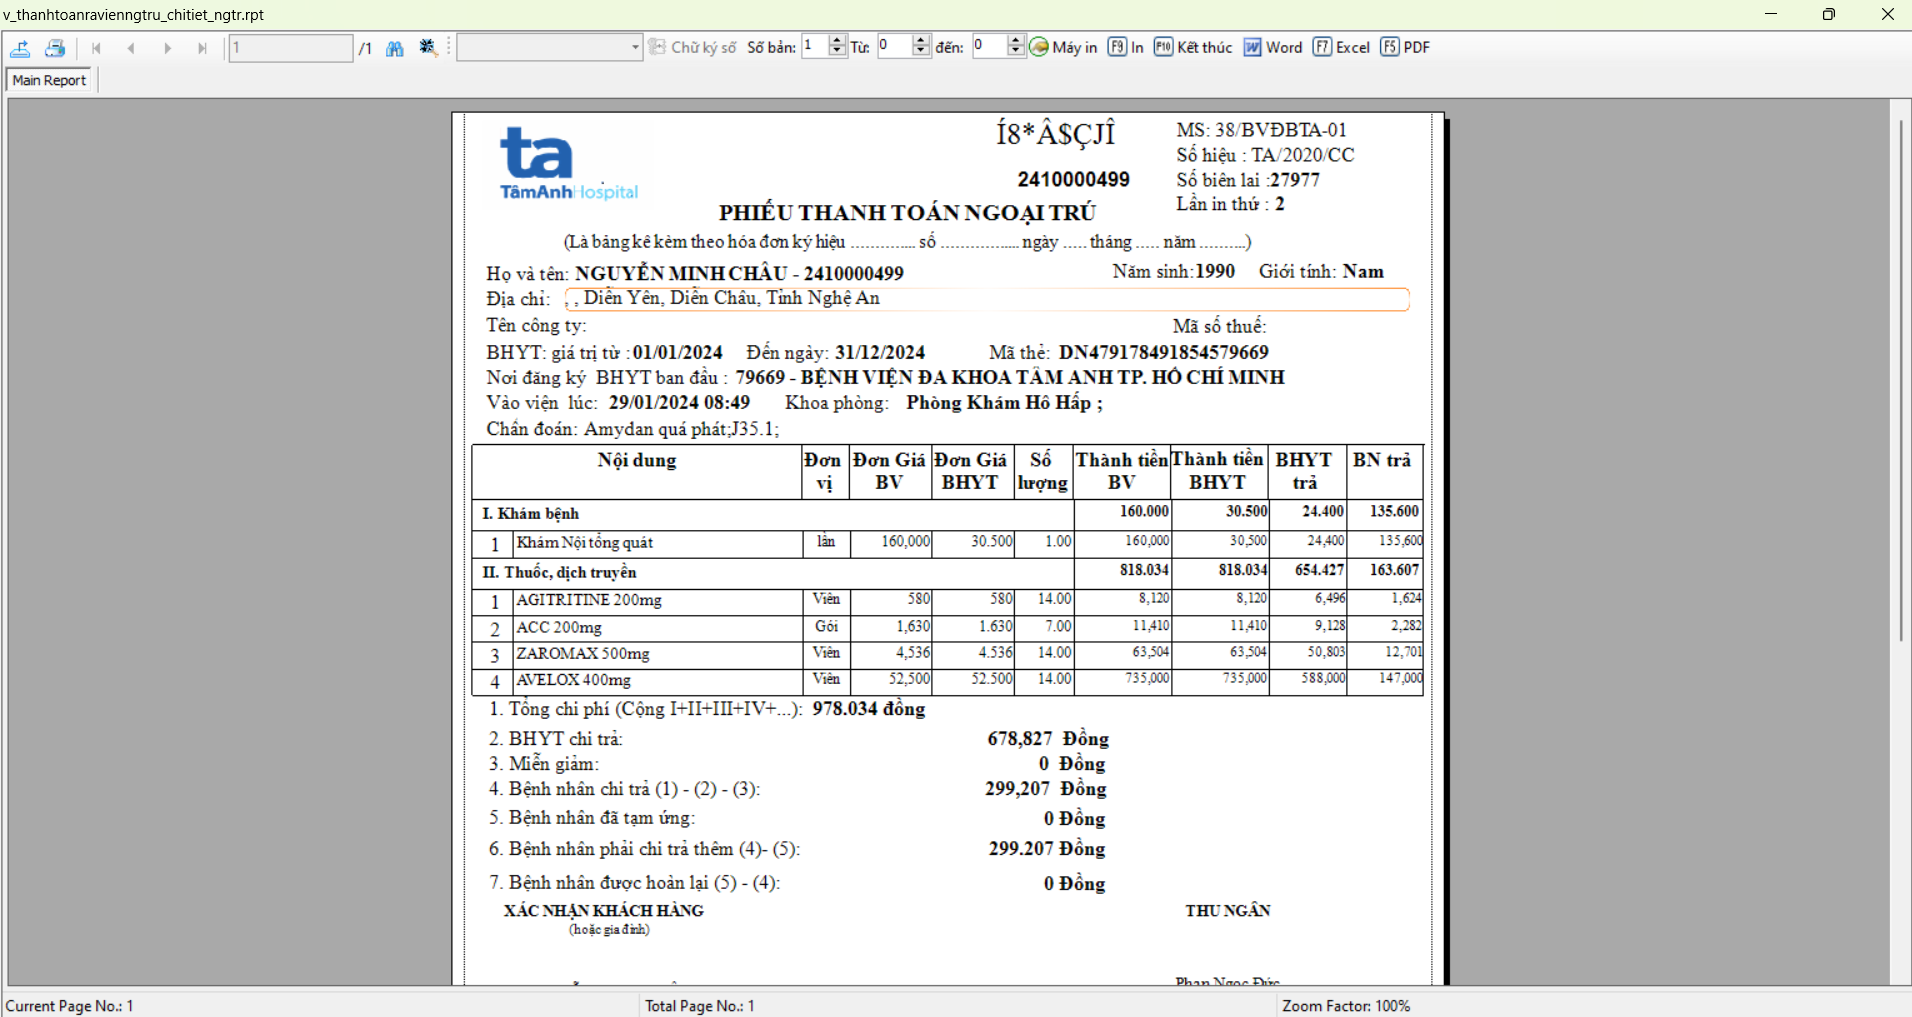 v_thanhtoanravienngtru_chitiet_ngtr.rpt
1 /1 Chữ ký số Số bản: 1 Từ: 0 đến: 0 Máy in F9 In F10 Kết thúc Word F7 Excel F5 PDF
Main Report
ta
TâmAnhHospital
Í8*Â$ÇJÎ
2410000499
MS: 38/BVĐBTA-01
Số hiệu : TA/2020/CC
Số biên lai :27977
Lần in thứ : 2
PHIẾU THANH TOÁN NGOẠI TRÚ
(Là bảng kê kèm theo hóa đơn ký hiệu .............. số ................. ngày ..... tháng ..... năm ..........)
Họ và tên: NGUYỄN MINH CHÂU - 2410000499 Năm sinh:1990 Giới tính: Nam
Địa chỉ: , , Diễn Yên, Diễn Châu, Tỉnh Nghệ An
Tên công ty: Mã số thuế:
BHYT: giá trị từ :01/01/2024 Đến ngày: 31/12/2024 Mã thẻ: DN479178491854579669
Nơi đăng ký BHYT ban đầu : 79669 - BỆNH VIỆN ĐA KHOA TÂM ANH TP. HỒ CHÍ MINH
Vào viện lúc: 29/01/2024 08:49 Khoa phòng: Phòng Khám Hô Hấp ;
Chẩn đoán: Amydan quá phát;J35.1;
Nội dung Đơn vị Đơn Giá BV Đơn Giá BHYT Số lượng Thành tiền BV Thành tiền BHYT BHYT trả BN trả
I. Khám bệnh 160.000 30.500 24.400 135.600
1 Khám Nội tổng quát lần 160,000 30.500 1.00 160,000 30,500 24,400 135,600
II. Thuốc, dịch truyền 818.034 818.034 654.427 163.607
1 AGITRITINE 200mg Viên 580 580 14.00 8,120 8,120 6,496 1,624
2 ACC 200mg Gói 1,630 1.630 7.00 11,410 11,410 9,128 2,282
3 ZAROMAX 500mg Viên 4,536 4.536 14.00 63,504 63,504 50,803 12,701
4 AVELOX 400mg Viên 52,500 52.500 14.00 735,000 735,000 588,000 147,000
1. Tổng chi phí (Cộng I+II+III+IV+...): 978.034 đồng
2. BHYT chi trả: 678,827 Đồng
3. Miễn giảm: 0 Đồng
4. Bệnh nhân chi trả (1) - (2) - (3): 299,207 Đồng
5. Bệnh nhân đã tạm ứng: 0 Đồng
6. Bệnh nhân phải chi trả thêm (4)- (5): 299.207 Đồng
7. Bệnh nhân được hoàn lại (5) - (4): 0 Đồng
XÁC NHẬN KHÁCH HÀNG THU NGÂN
(hoặc gia đình)
Phan Ngọc Đức
Current Page No.: 1 Total Page No.: 1 Zoom Factor: 100%